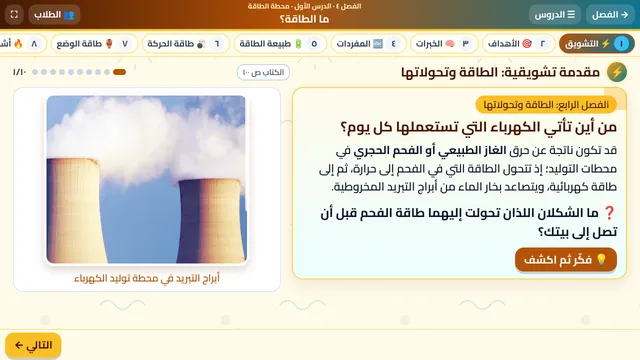 → الفصل
☰ الدروس
الفصل ٤ · الدرس الأول · محطة الطاقة
ما الطاقة؟
👥 الطلاب
١ ⚡ التشويق
٢ 🎯 الأهداف
٣ 🧠 الخبرات
٤ 🔤 المفردات
٥ 🔋 طبيعة الطاقة
٦ 🎳 طاقة الحركة
٧ 🏺 طاقة الوضع
٨ 🔥
⚡ مقدمة تشويقية: الطاقة وتحولاتها
الكتاب ص ١٠٠
١/١٠
الفصل الرابع: الطاقة وتحولاتها
من أين تأتي الكهرباء التي تستعملها كل يوم؟
قد تكون ناتجة عن حرق الغاز الطبيعي أو الفحم الحجري في
محطات التوليد؛ إذ تتحول الطاقة التي في الفحم إلى حرارة، ثم إلى
طاقة كهربائية، ويتصاعد بخار الماء من أبراج التبريد المخروطية.
❓ ما الشكلان اللذان تحولت إليهما طاقة الفحم قبل أن
تصل إلى بيتك؟
💡 فكّر ثم اكشف
أبراج التبريد في محطة توليد الكهرباء
التالي ←